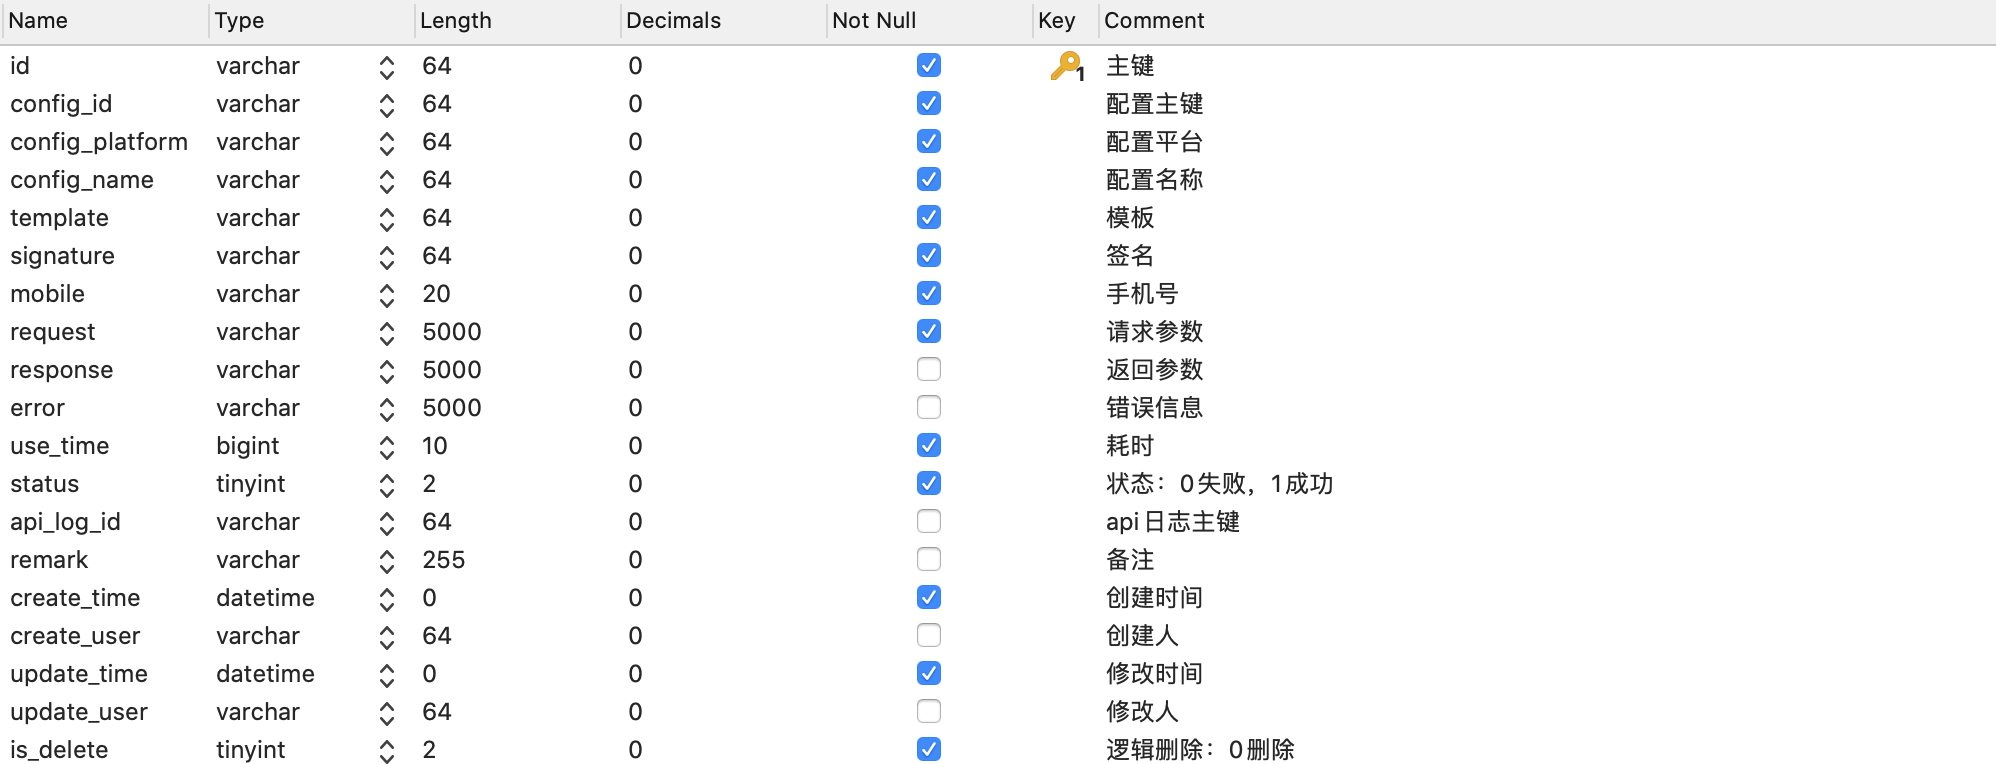 Name Type Length Decimals Not Null Key Comment
id varchar 64 0 1 主键
config_id varchar 64 0 配置主键
config_platform varchar 64 0 配置平台
config_name varchar 64 0 配置名称
template varchar 64 0 模板
signature varchar 64 0 签名
mobile varchar 20 0 手机号
request varchar 5000 0 请求参数
response varchar 5000 0 返回参数
error varchar 5000 0 错误信息
use_time bigint 10 0 耗时
status tinyint 2 0 状态：0失败，1成功
api_log_id varchar 64 0 api日志主键
remark varchar 255 0 备注
create_time datetime 0 0 创建时间
create_user varchar 64 0 创建人
update_time datetime 0 0 修改时间
update_user varchar 64 0 修改人
is_delete tinyint 2 0 逻辑删除：0删除